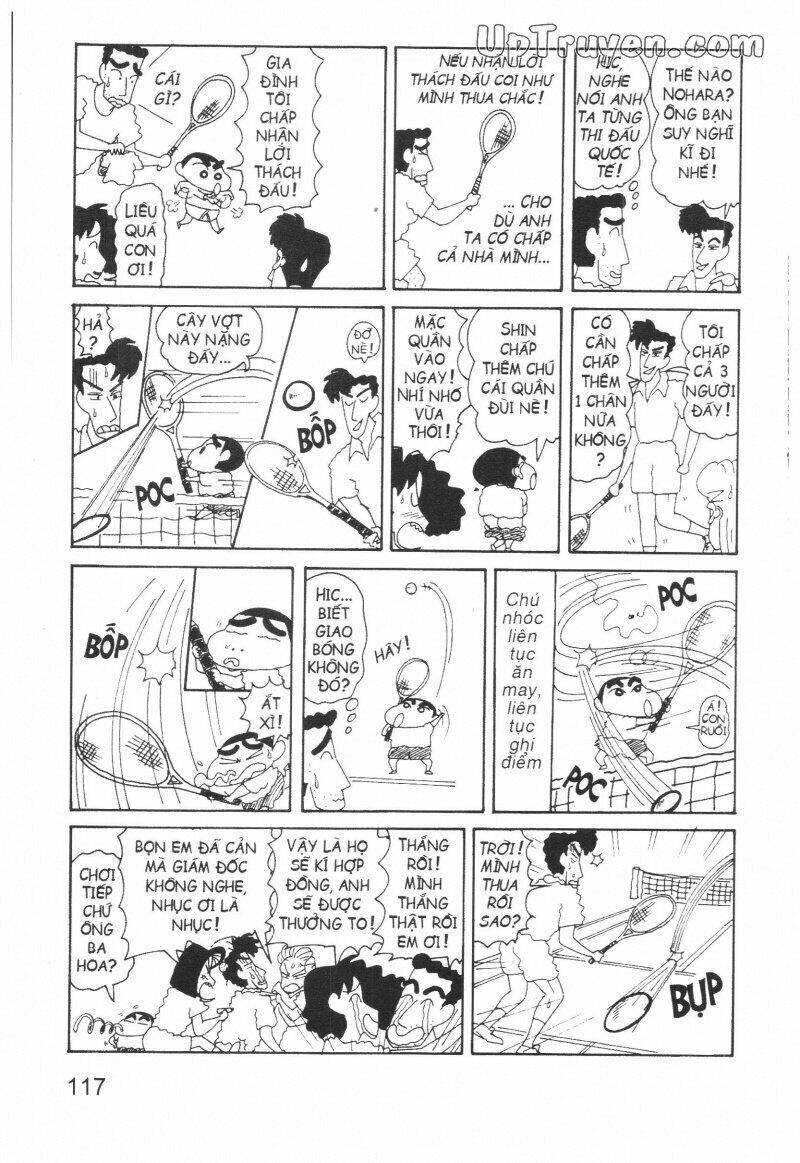 UpTruyen.com
THẾ NÀO
NOHARA?
ÔNG BẠN
SUY NGHĨ
KĨ ĐI
NHÉ!
HIC,
NGHE
NÓI ANH
TA TỪNG
THI ĐẤU
QUỐC
TẾ!
NẾU NHẬN LỜI
THÁCH ĐẤU COI NHƯ
MÌNH THUA CHẮC!
... CHO
DÙ ANH
TA CÓ CHẤP
CẢ NHÀ MÌNH...
GIA
ĐÌNH
TÔI
CHẤP
NHẬN
LỜI
THÁCH
ĐẤU!
CÁI
GÌ?
LIỀU
QUÁ
CON
ƠI!
TÔI
CHẤP
CẢ 3
NGƯỜI
ĐẤY!
CÓ
CẦN
CHẤP
THÊM
1 CHÂN
NỮA
KHÔNG?
SHIN
CHẤP
THÊM CHÚ
CÁI QUẦN
ĐÙI NÈ!
MẶC
QUẦN
VÀO
NGAY!
NHÍ NHỐ
VỪA
THÔI!
ĐỠ
NÈ!
BỐP
CÂY VỢT
NÀY NẶNG
ĐẤY...
POC
HẢ
?
POC
Á!
CON
RUỒI
POC
Chú
nhóc
liên
tục
ăn
may,
liên
tục
ghi
điểm
HÂY!
HIC...
BIẾT
GIAO
BÓNG
KHÔNG
ĐÓ?
BỐP
ẮT
XÌ!
TRỜI!
MÌNH
THUA
RỒI
SAO?
BỤP
THẮNG
RỒI!
MÌNH
THẮNG
THẬT RỒI
EM ƠI!
VẬY LÀ HỌ
SẼ KÍ HỢP
ĐỒNG, ANH
SẼ ĐƯỢC
THƯỞNG TO!
BỌN EM ĐÃ CẢN
MÀ GIÁM ĐỐC
KHÔNG NGHE,
NHỤC ƠI LÀ
NHỤC!
CHƠI
TIẾP
CHỨ
ÔNG
BA
HOA?
117